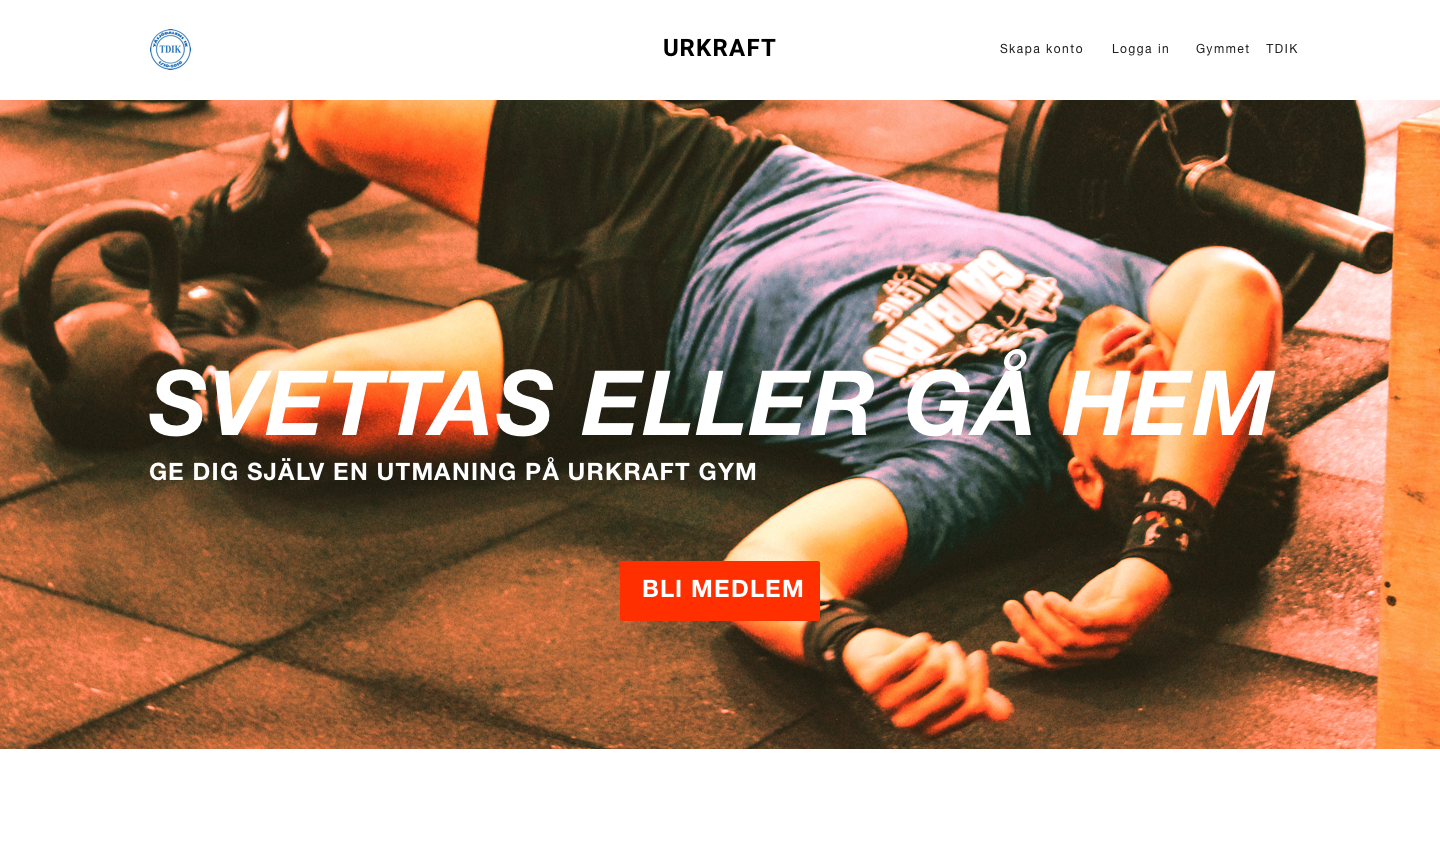 TDIK
URKRAFT
Skapa konto Logga in Gymmet TDIK
GAMBARU
SVETTAS ELLER GÅ HEM
GE DIG SJÄLV EN UTMANING PÅ URKRAFT GYM
BLI MEDLEM